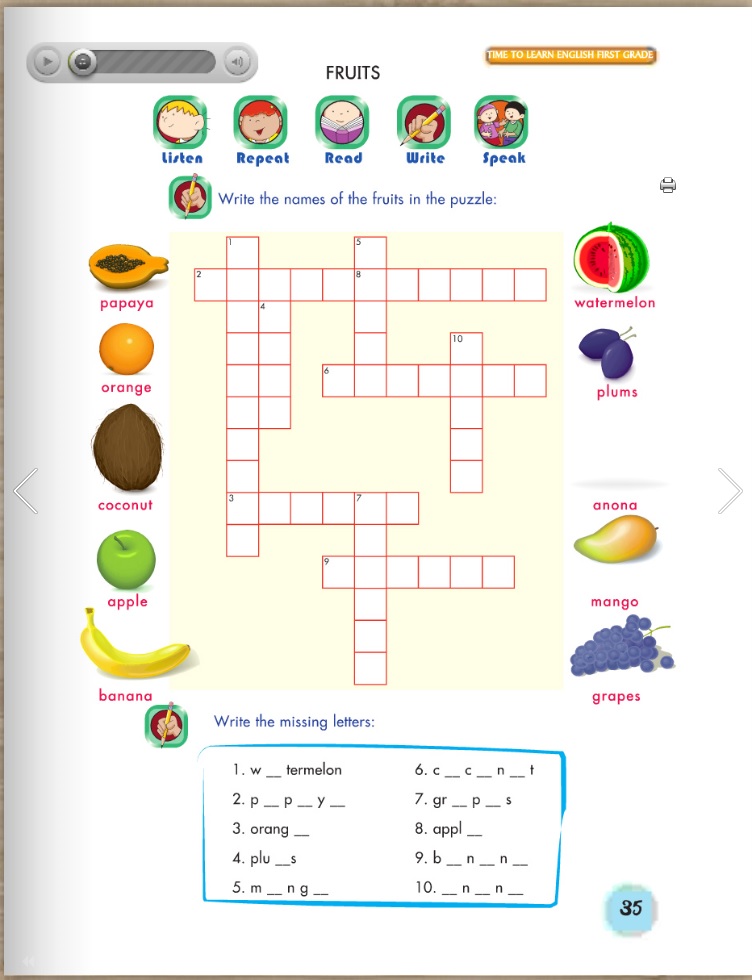 TIME TO LEARN ENGLISH FIRST GRADE
FRUITS
Listen Repeat Read Write Speak
Write the names of the fruits in the puzzle:
1 5
2 8
papaya watermelon
4
10
6
orange plums
coconut anona
3 7
9
apple mango
banana grapes
Write the missing letters:
1. w __ termelon 6. c __ c __ n __ t
2. p __ p __ y __ 7. gr __ p __ s
3. orang __ 8. appl __
4. plu __s 9. b __ n __ n __
5. m __ n g __ 10. __ n __ n __
35